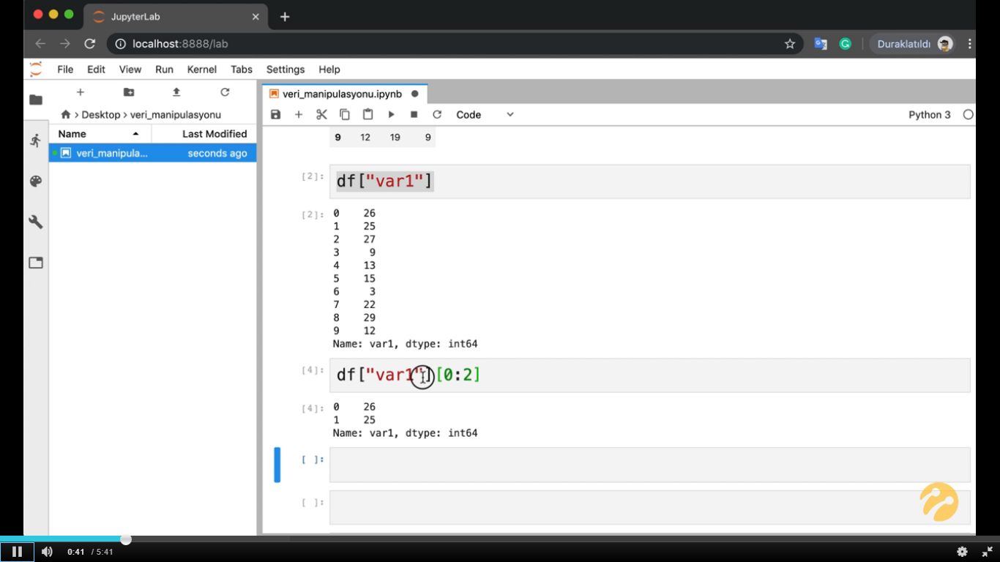 JupyterLab
localhost:8888/lab
Duraklatıldı
File Edit View Run Kernel Tabs Settings Help
veri_manipulasyonu.ipynb
Desktop > veri_manipulasyonu
Code
Python 3
Name Last Modified
veri_manipula... seconds ago
9 12 19 9
[2]: df["var1"]
[2]: 0 26
1 25
2 27
3 9
4 13
5 15
6 3
7 22
8 29
9 12
Name: var1, dtype: int64
[4]: df["var1"][0:2]
[4]: 0 26
1 25
Name: var1, dtype: int64
[ ]:
[ ]:
0:41 / 5:41